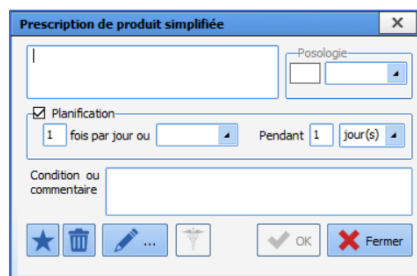 Prescription de produit simplifiée
Posologie
Planification
1 fois par jour ou Pendant 1 jour(s)
Condition ou
commentaire
... OK Fermer